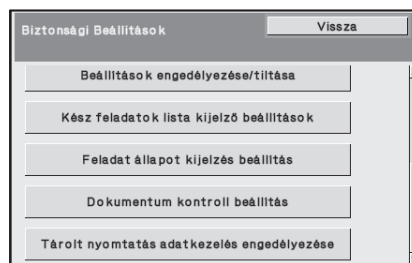 Biztonsági Beállítások
Vissza
Beállítások engedélyezése/tiltása
Kész feladatok lista kijelző beállítások
Feladat állapot kijelzés beállítás
Dokumentum kontroll beállítás
Tárolt nyomtatás adatkezelés engedélyezése